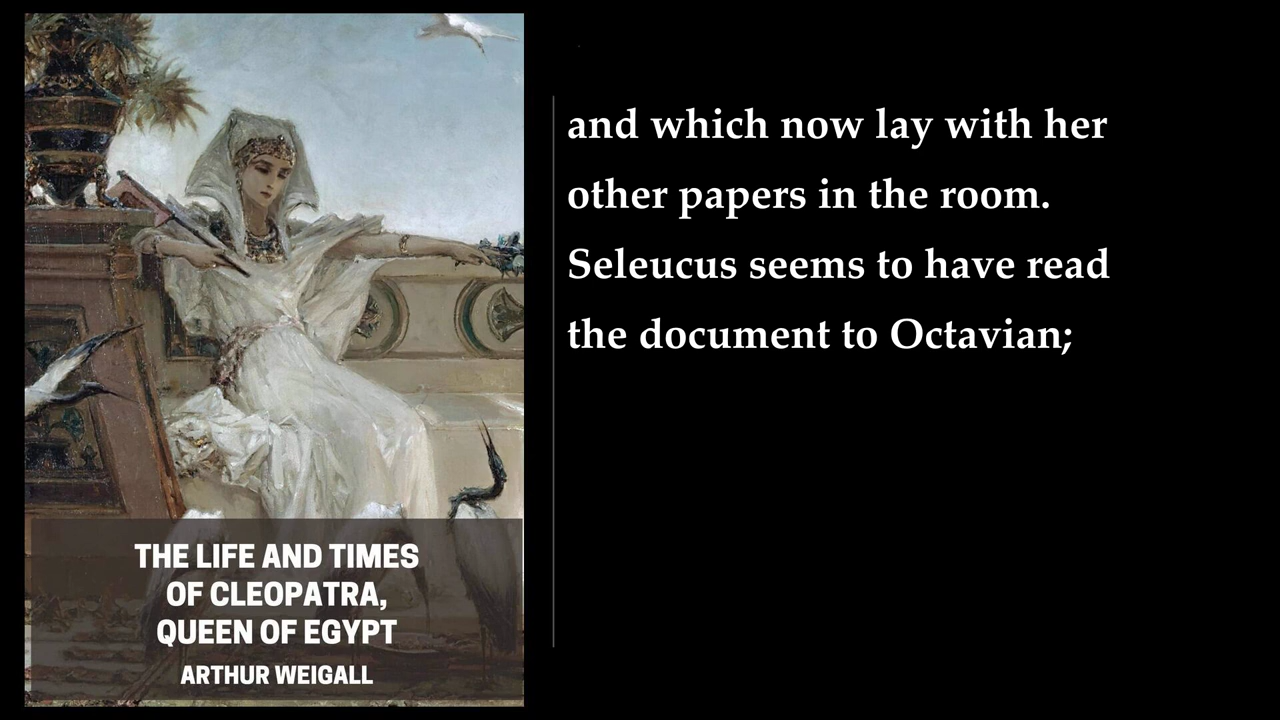 THE LIFE AND TIMES
OF CLEOPATRA,
QUEEN OF EGYPT
ARTHUR WEIGALL
and which now lay with her
other papers in the room.
Seleucus seems to have read
the document to Octavian;